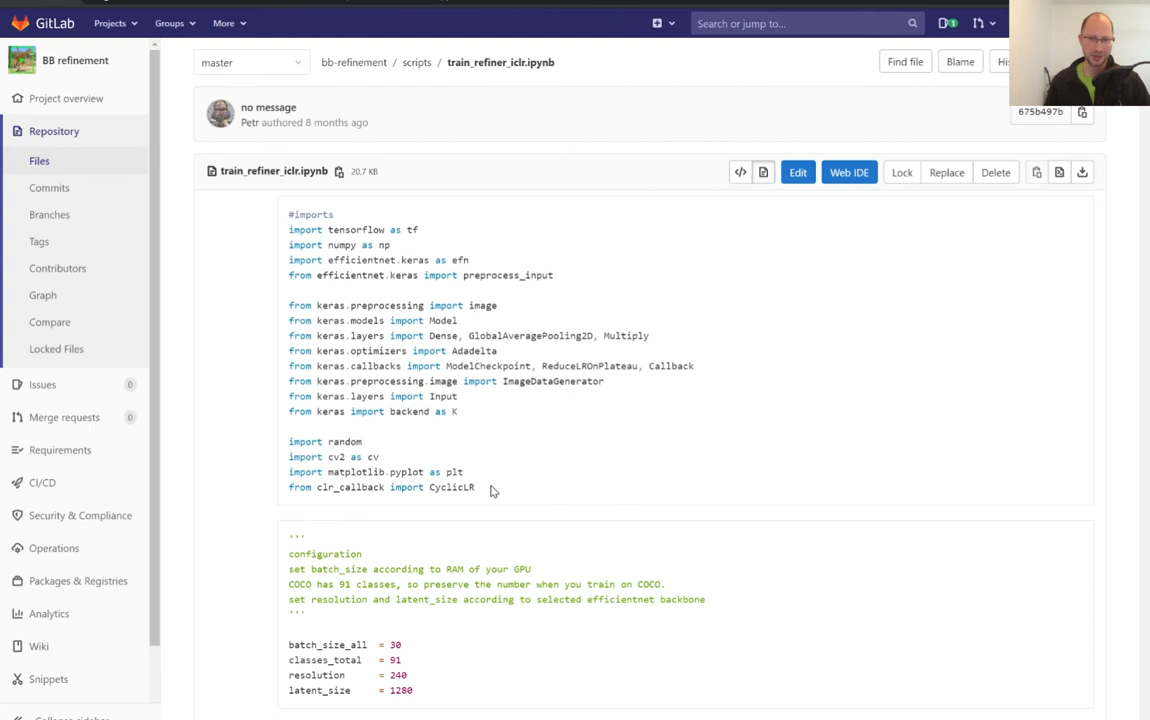 GitLab
Projects
Groups
More
Search or jump to...
1
BB refinement
Project overview
Repository
Files
Commits
Branches
Tags
Contributors
Graph
Compare
Locked Files
Issues
0
Merge requests
0
Requirements
CI/CD
Security & Compliance
Operations
Packages & Registries
Analytics
Wiki
Snippets
master
bb-refinement / scripts / train_refiner_iclr.ipynb
Find file
Blame
no message
Petr authored 8 months ago
675b497b
train_refiner_iclr.ipynb
20.7 KB
</>
Edit
Web IDE
Lock
Replace
Delete
#imports
import tensorflow as tf
import numpy as np
import efficientnet.keras as efn
from efficientnet.keras import preprocess_input
from keras.preprocessing import image
from keras.models import Model
from keras.layers import Dense, GlobalAveragePooling2D, Multiply
from keras.optimizers import Adadelta
from keras.callbacks import ModelCheckpoint, ReduceLROnPlateau, Callback
from keras.preprocessing.image import ImageDataGenerator
from keras.layers import Input
from keras import backend as K
import random
import cv2 as cv
import matplotlib.pyplot as plt
from clr_callback import CyclicLR
'''
configuration
set batch_size according to RAM of your GPU
COCO has 91 classes, so preserve the number when you train on COCO.
set resolution and latent_size according to selected efficientnet backbone
'''
batch_size_all = 30
classes_total = 91
resolution = 240
latent_size = 1280